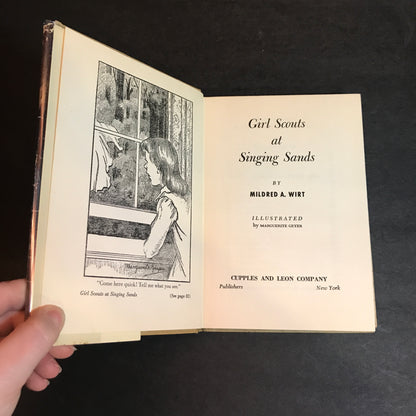 "Come here quick! Tell me what you see."
Girl Scouts at Singing Sands (See page 82)
Girl Scouts
at
Singing Sands
BY
MILDRED A. WIRT
ILLUSTRATED
by MARGUERITE GEYER
CUPPLES AND LEON COMPANY
Publishers New York